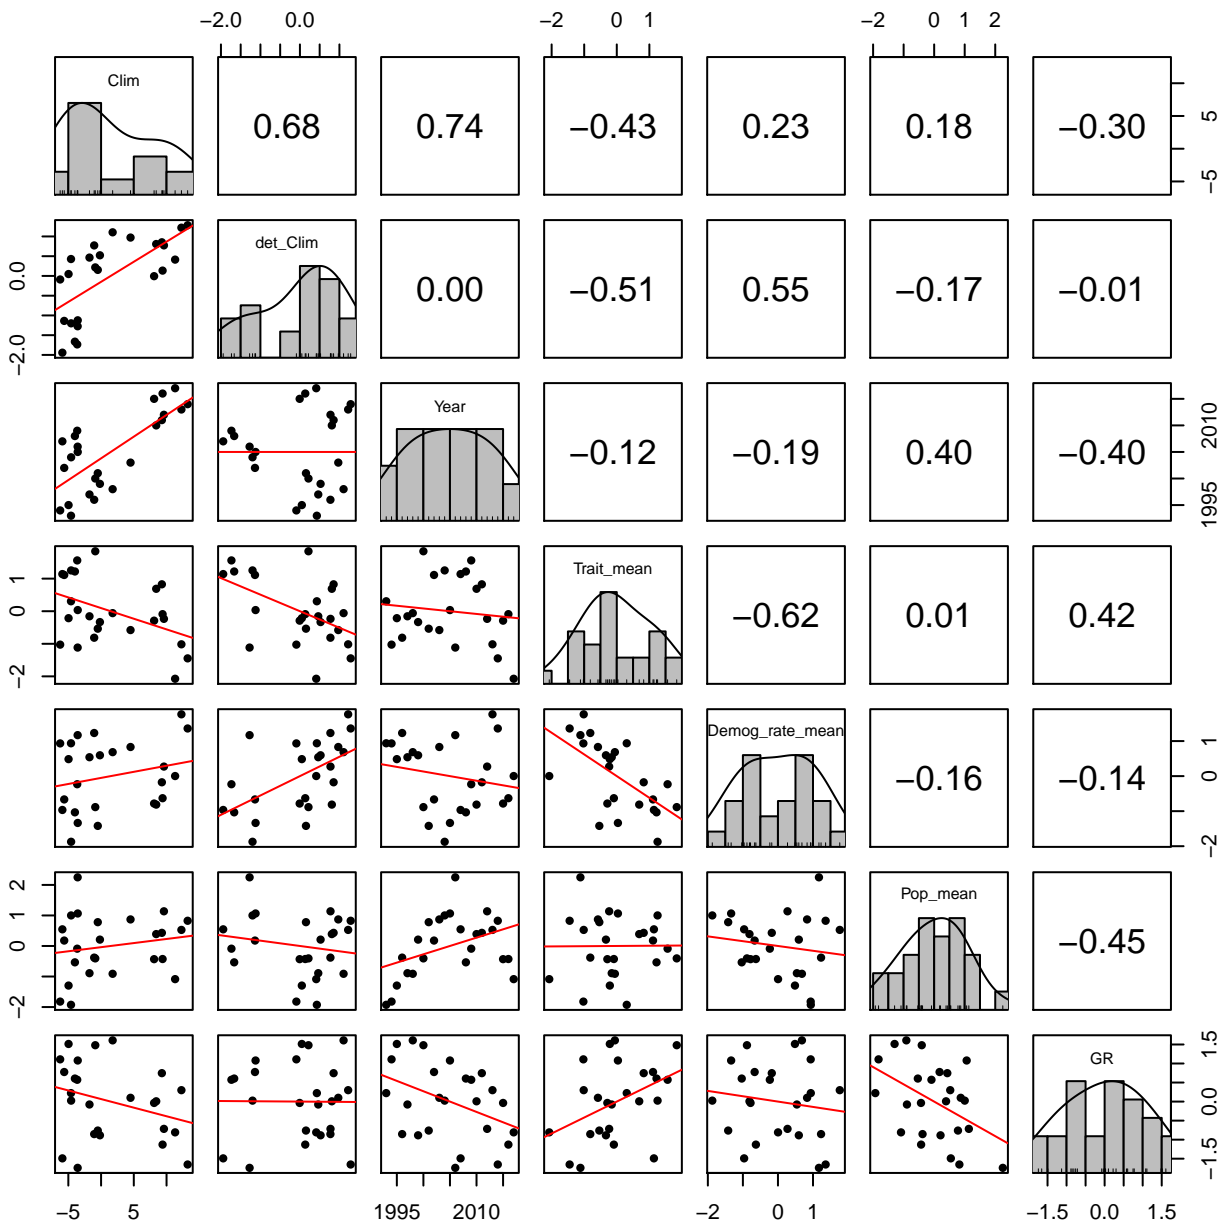 −2.0 0.0 −2 0 1 −2 0 1 2
Clim 0.68 0.74 −0.43 0.23 0.18 −0.30 −5 5
0.0 −2.0 det_Clim 0.00 −0.51 0.55 −0.17 −0.01
Year −0.12 −0.19 0.40 −0.40 2010 1995
1 0 −2 Trait_mean −0.62 0.01 0.42
Demog_rate_mean −0.16 −0.14 1 0 −2
2 1 0 −2 Pop_mean −0.45
GR 1.5 0.0 −1.5
−5 5 1995 2010 −2 0 1 −1.5 0.0 1.5